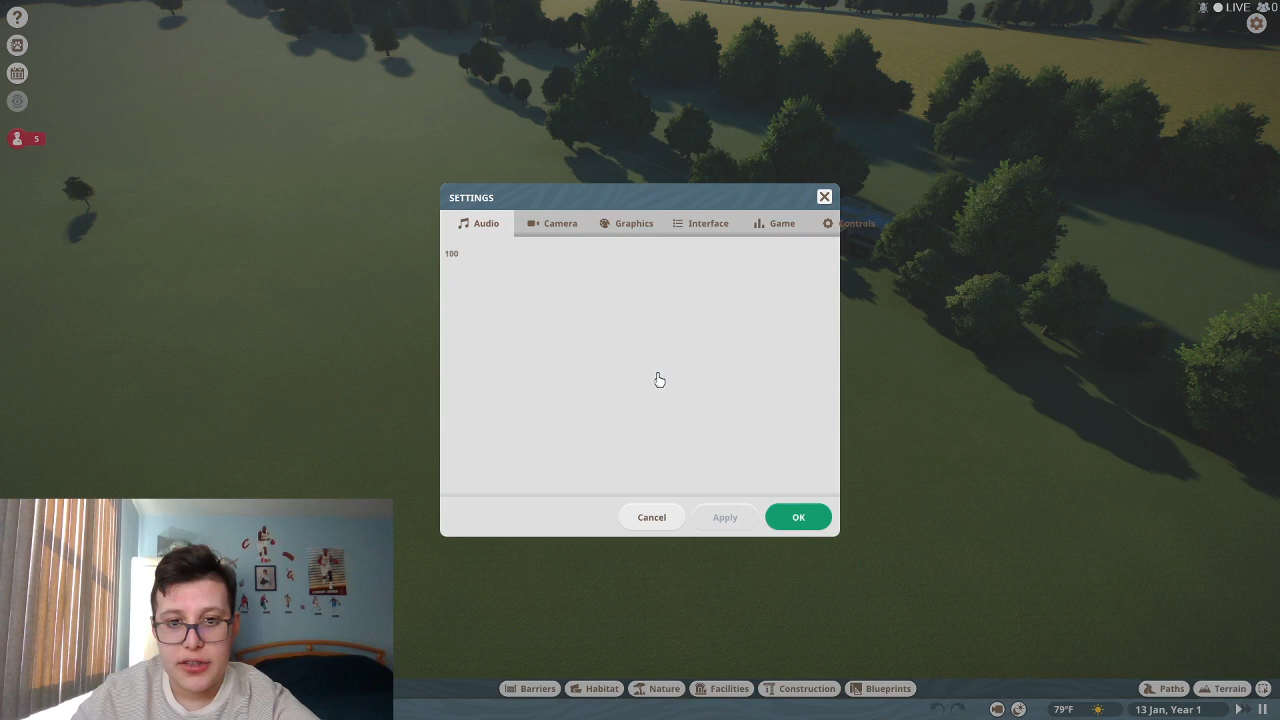 LIVE 0
5
SETTINGS
Audio Camera Graphics Interface Game Controls
100
Cancel Apply OK
Barriers Habitat Nature Facilities Construction Blueprints Paths Terrain
79°F 13 Jan, Year 1